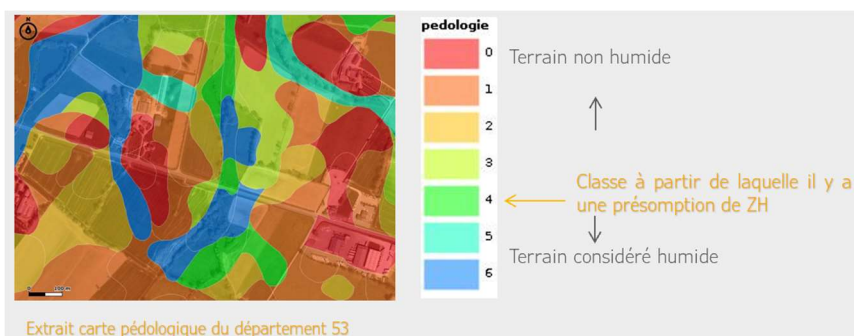 N
100 m
pedologie
0
1
2
3
4
5
6
Terrain non humide
Classe à partir de laquelle il y a
une présomption de ZH
Terrain considéré humide
Extrait carte pédologique du département 53